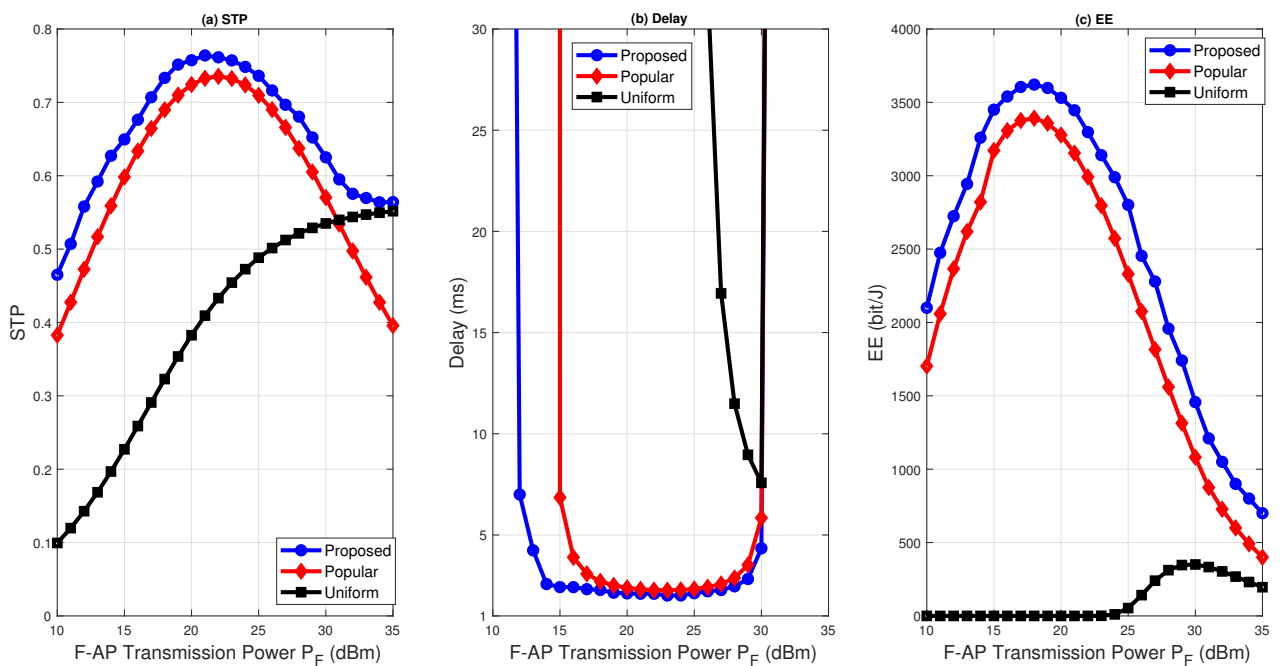 (a) STP
0.8
0.7
0.6
0.5
0.4
0.3
0.2
0.1
0
STP
10 15 20 25 30 35
F-AP Transmission Power P_F (dBm)
Proposed
Popular
Uniform
(b) Delay
30
25
20
15
10
5
1
Delay (ms)
10 15 20 25 30 35
F-AP Transmission Power P_F (dBm)
Proposed
Popular
Uniform
(c) EE
4000
3500
3000
2500
2000
1500
1000
500
0
EE (bit/J)
10 15 20 25 30 35
F-AP Transmission Power P_F (dBm)
Proposed
Popular
Uniform